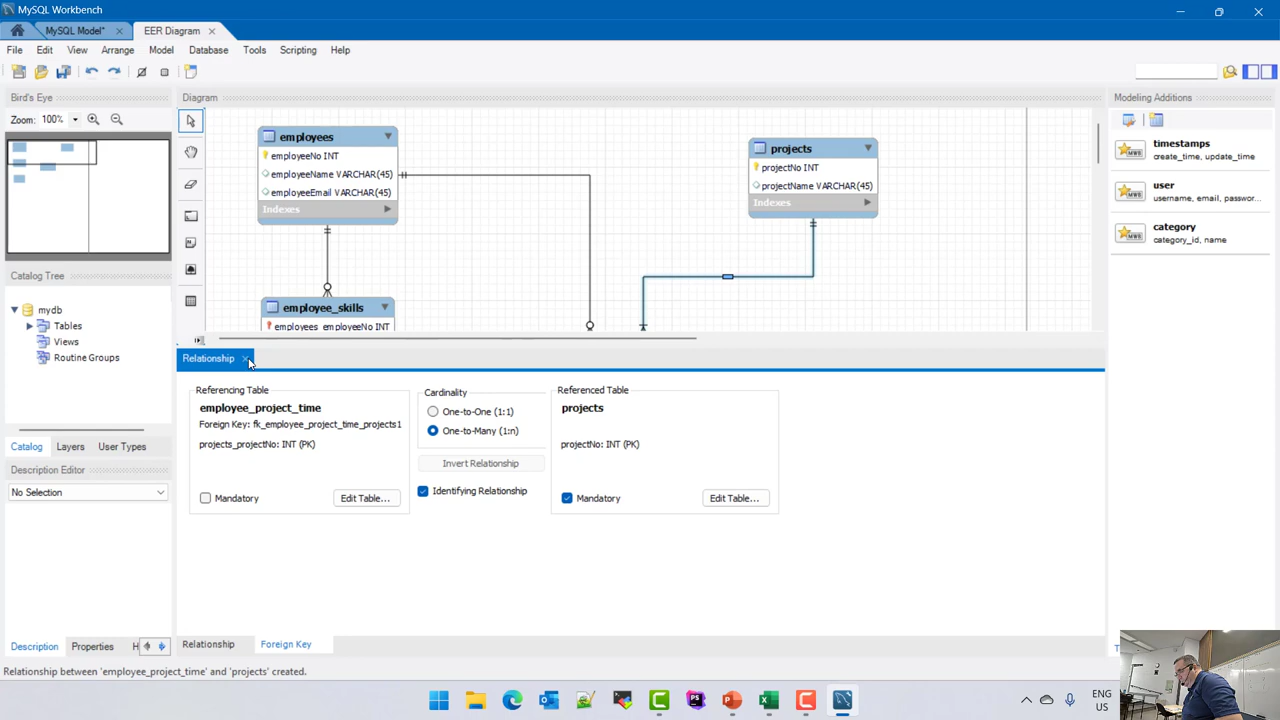 MySQL Workbench
MySQL Model*
EER Diagram
File Edit View Arrange Model Database Tools Scripting Help
Bird's Eye
Zoom: 100%
Diagram
employees
employeeNo INT
employeeName VARCHAR(45)
employeeEmail VARCHAR(45)
Indexes
employee_skills
employees_employeeNo INT
projects
projectNo INT
projectName VARCHAR(45)
Indexes
Modeling Additions
timestamps
create_time, update_time
user
username, email, passwor...
category
category_id, name
Catalog Tree
mydb
Tables
Views
Routine Groups
Catalog Layers User Types
Description Editor
No Selection
Description Properties H
Relationship
Referencing Table
employee_project_time
Foreign Key: fk_employee_project_time_projects1
projects_projectNo: INT (PK)
Mandatory
Edit Table...
Cardinality
One-to-One (1:1)
One-to-Many (1:n)
Invert Relationship
Identifying Relationship
Referenced Table
projects
projectNo: INT (PK)
Mandatory
Edit Table...
Relationship Foreign Key
Relationship between 'employee_project_time' and 'projects' created.
ENG
US